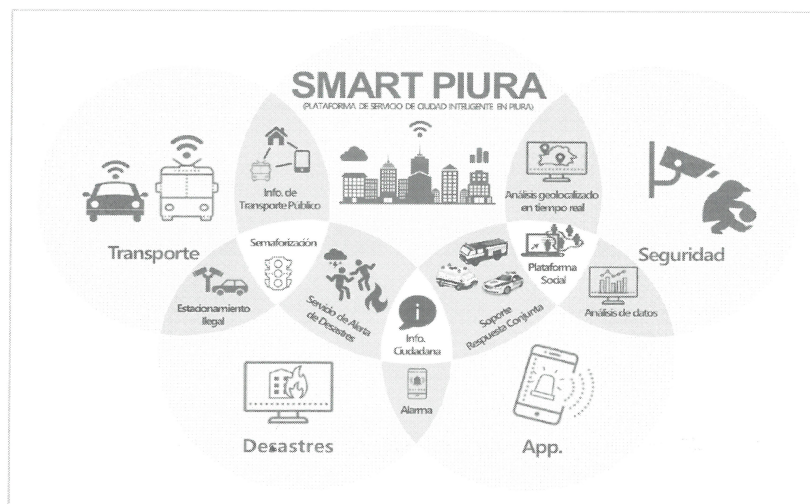 SMART PIURA
(PLATAFORMA DE SERVICIO DE CIUDAD INTELIGENTE EN PIURA)
Info. de
Transporte Público
Análisis geolocalizado
en tiempo real
Transporte
Semaforización
Estacionamiento
Ilegal
Servicio de Alerta
de Desastres
Info.
Ciudadana
Soporte
Respuesta Conjunta
Plataforma
Social
Seguridad
Análisis de datos
Alarma
Desastres
App.